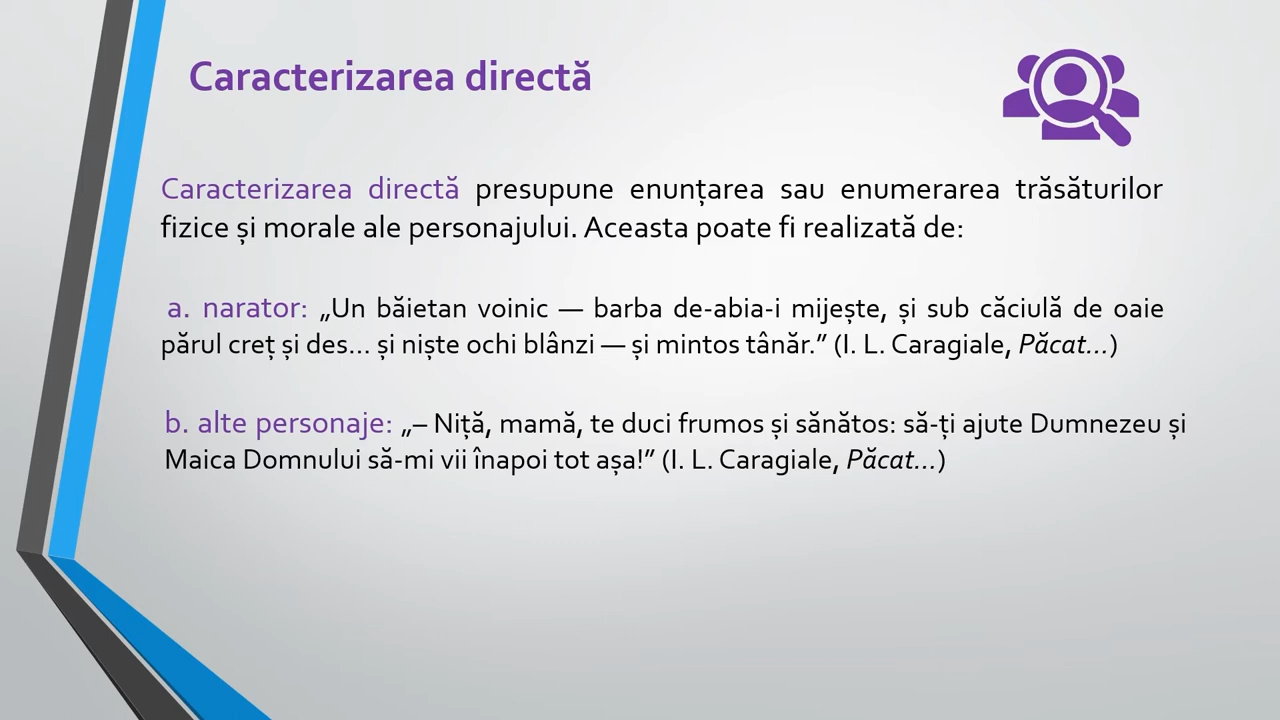 Caracterizarea directă
Caracterizarea directă presupune enunțarea sau enumerarea trăsăturilor
fizice și morale ale personajului. Aceasta poate fi realizată de:
a. narator: „Un băietan voinic — barba de-abia-i mijește, și sub căciulă de oaie
părul creț și des... și niște ochi blânzi — și mintos tânăr.” (I. L. Caragiale, Păcat...)
b. alte personaje: „– Niță, mamă, te duci frumos și sănătos: să-ți ajute Dumnezeu și
Maica Domnului să-mi vii înapoi tot așa!” (I. L. Caragiale, Păcat...)